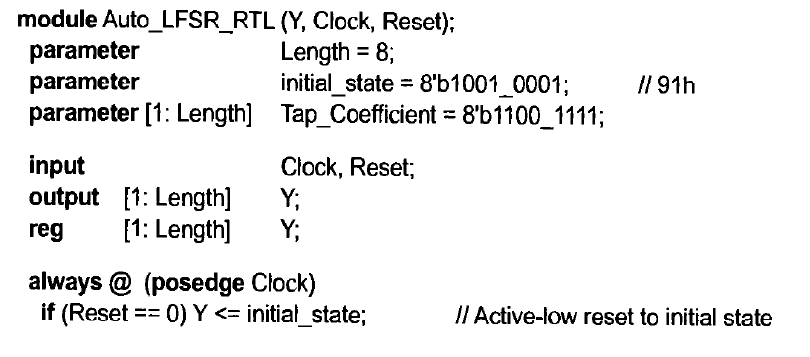 module Auto_LFSR_RTL (Y, Clock, Reset);
parameter Length = 8;
parameter initial_state = 8'b1001_0001; // 91h
parameter [1: Length] Tap_Coefficient = 8'b1100_1111;
input Clock, Reset;
output [1: Length] Y;
reg [1: Length] Y;
always @ (posedge Clock)
if (Reset == 0) Y <= initial_state; // Active-low reset to initial state